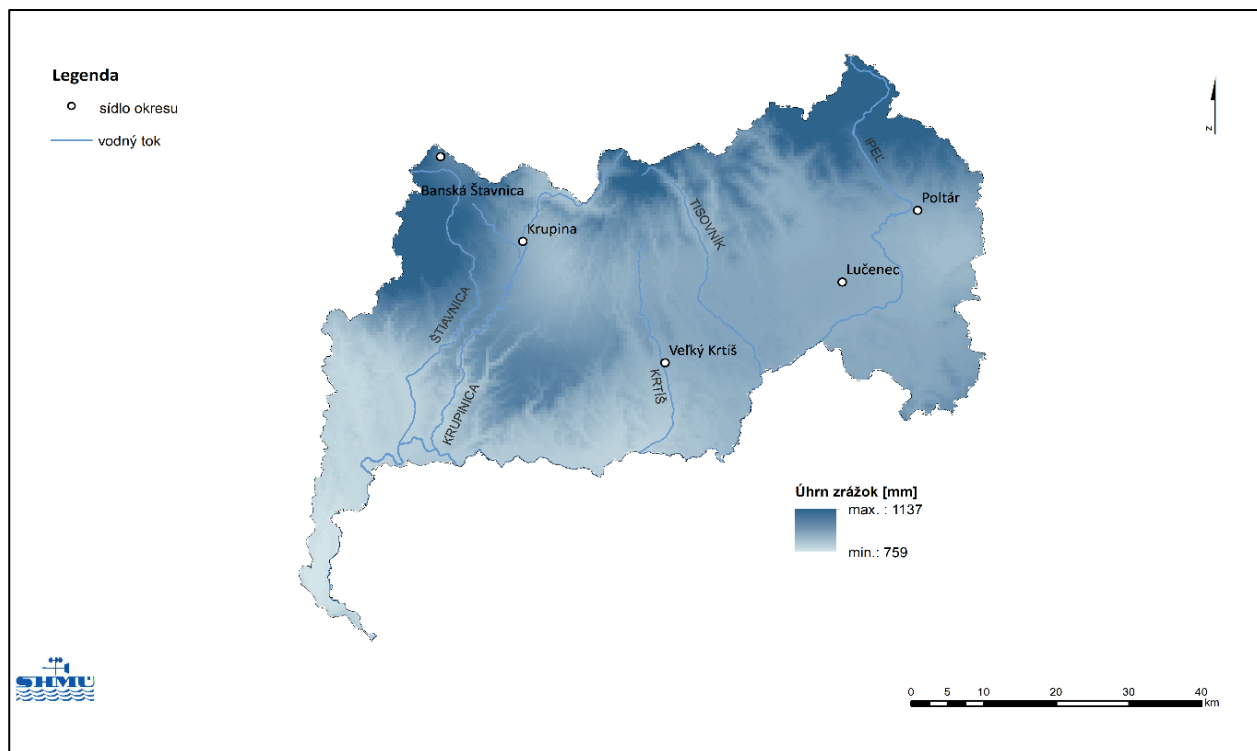 Legenda
sídlo okresu
vodný tok
z
IPEĽ
Banská Štavnica
Poltár
TISOVNÍK
Krupina
Lučenec
ŠTIAVNICA
Veľký Krtíš
KRTÍŠ
KRUPINICA
Úhrn zrážok [mm]
max. : 1137
min.: 759
SHMÚ
0 5 10 20 30 40
km